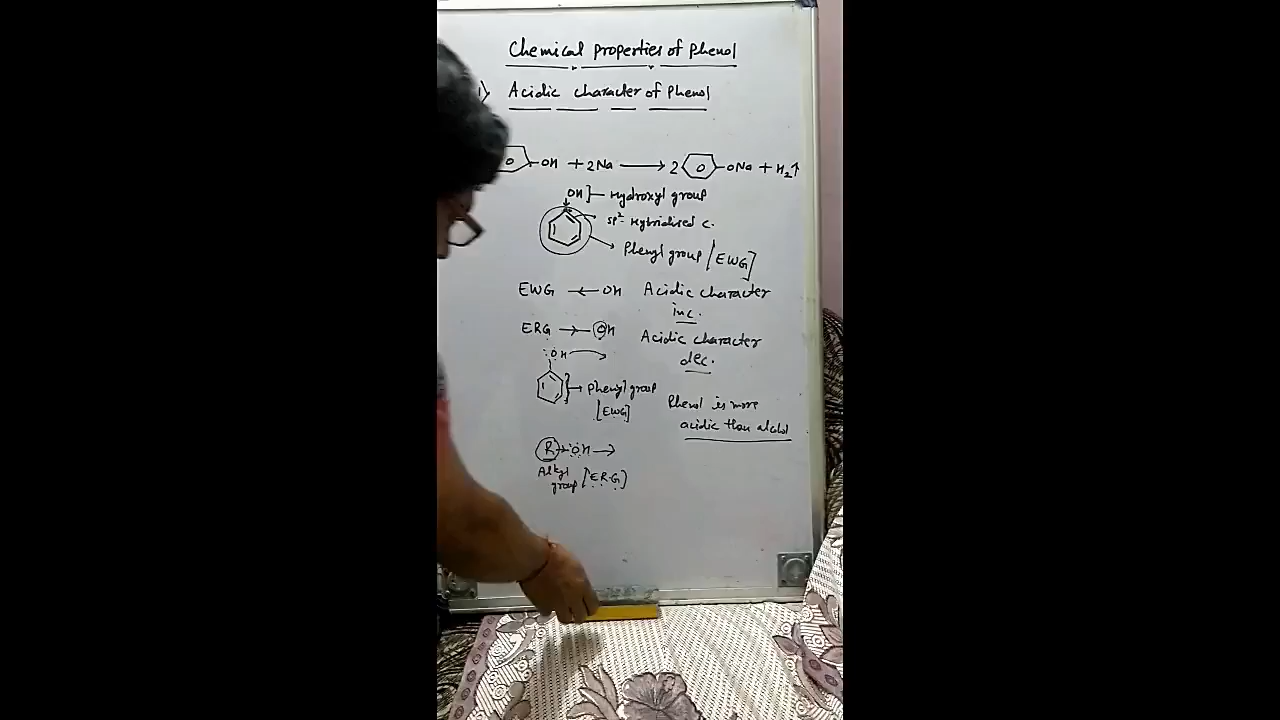 Chemical properties of Phenol
1) Acidic character of Phenol
OH + 2Na → 2 ONa + H2↑
OH }— Hydroxyl group
sp2- Hybridised C.
Phenyl group [EWG]
EWG ← OH Acidic character
inc.
ERG → OH Acidic character
dec.
:OH
Phenyl group
[EWG]
Phenol is more
acidic than alcohol
R→OH →
Alkyl
group [E.R.G]